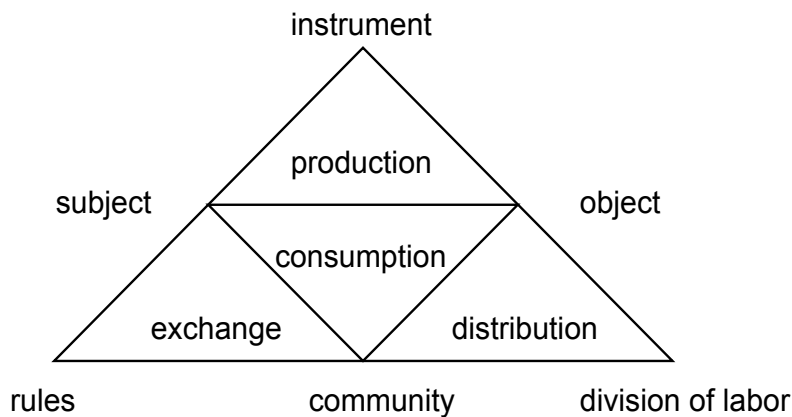 instrument
production
subject
object
consumption
exchange
distribution
rules
community
division of labor